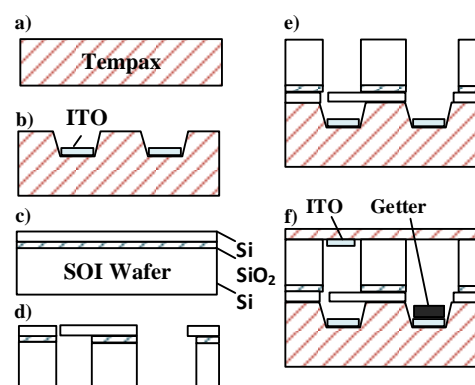 a)
Tempax
b)
ITO
c)
Si
SOI Wafer
SiO2
Si
d)
e)
f)
ITO
Getter